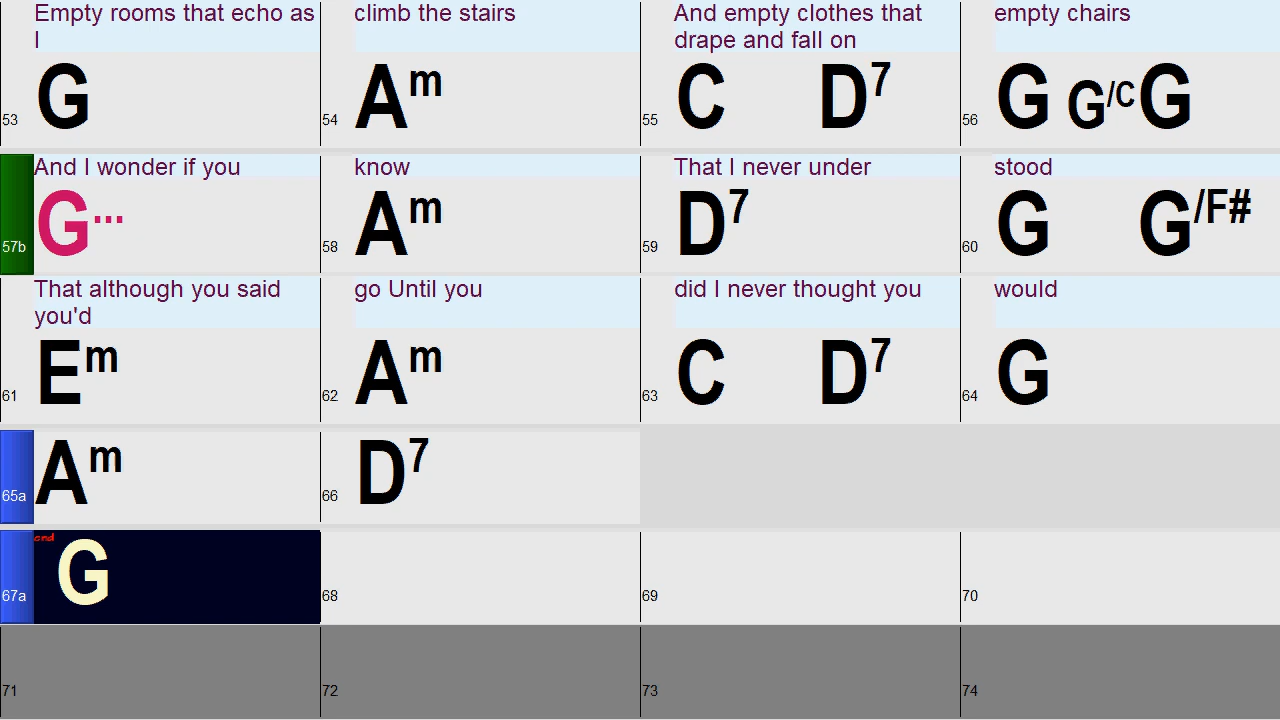 Empty rooms that echo as I
climb the stairs
And empty clothes that drape and fall on
empty chairs
53 G
54 Am
55 C D7
56 G G/C G
And I wonder if you
know
That I never under
stood
57b G...
58 Am
59 D7
60 G G/F#
That although you said you'd
go Until you
did I never thought you
would
61 Em
62 Am
63 C D7
64 G
65a Am
66 D7
67a end G
68
69
70
71
72
73
74